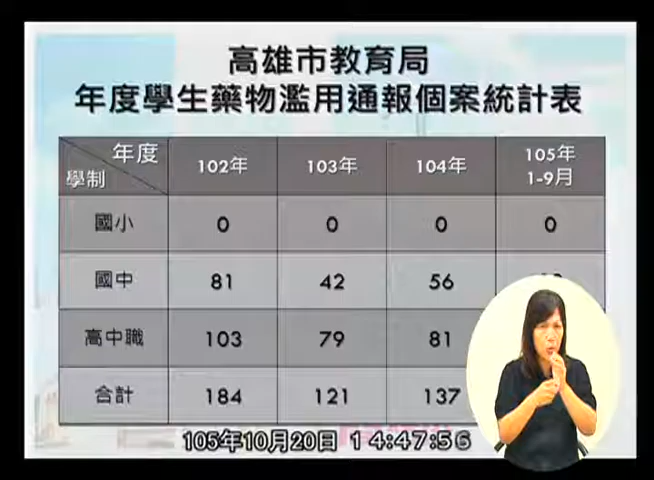 高雄市教育局
年度學生藥物濫用通報個案統計表
年度 學制 102年 103年 104年 105年 1-9月
國小 0 0 0 0
國中 81 42 56
高中職 103 79 81
合計 184 121 137
105年10月20日 14:47:56